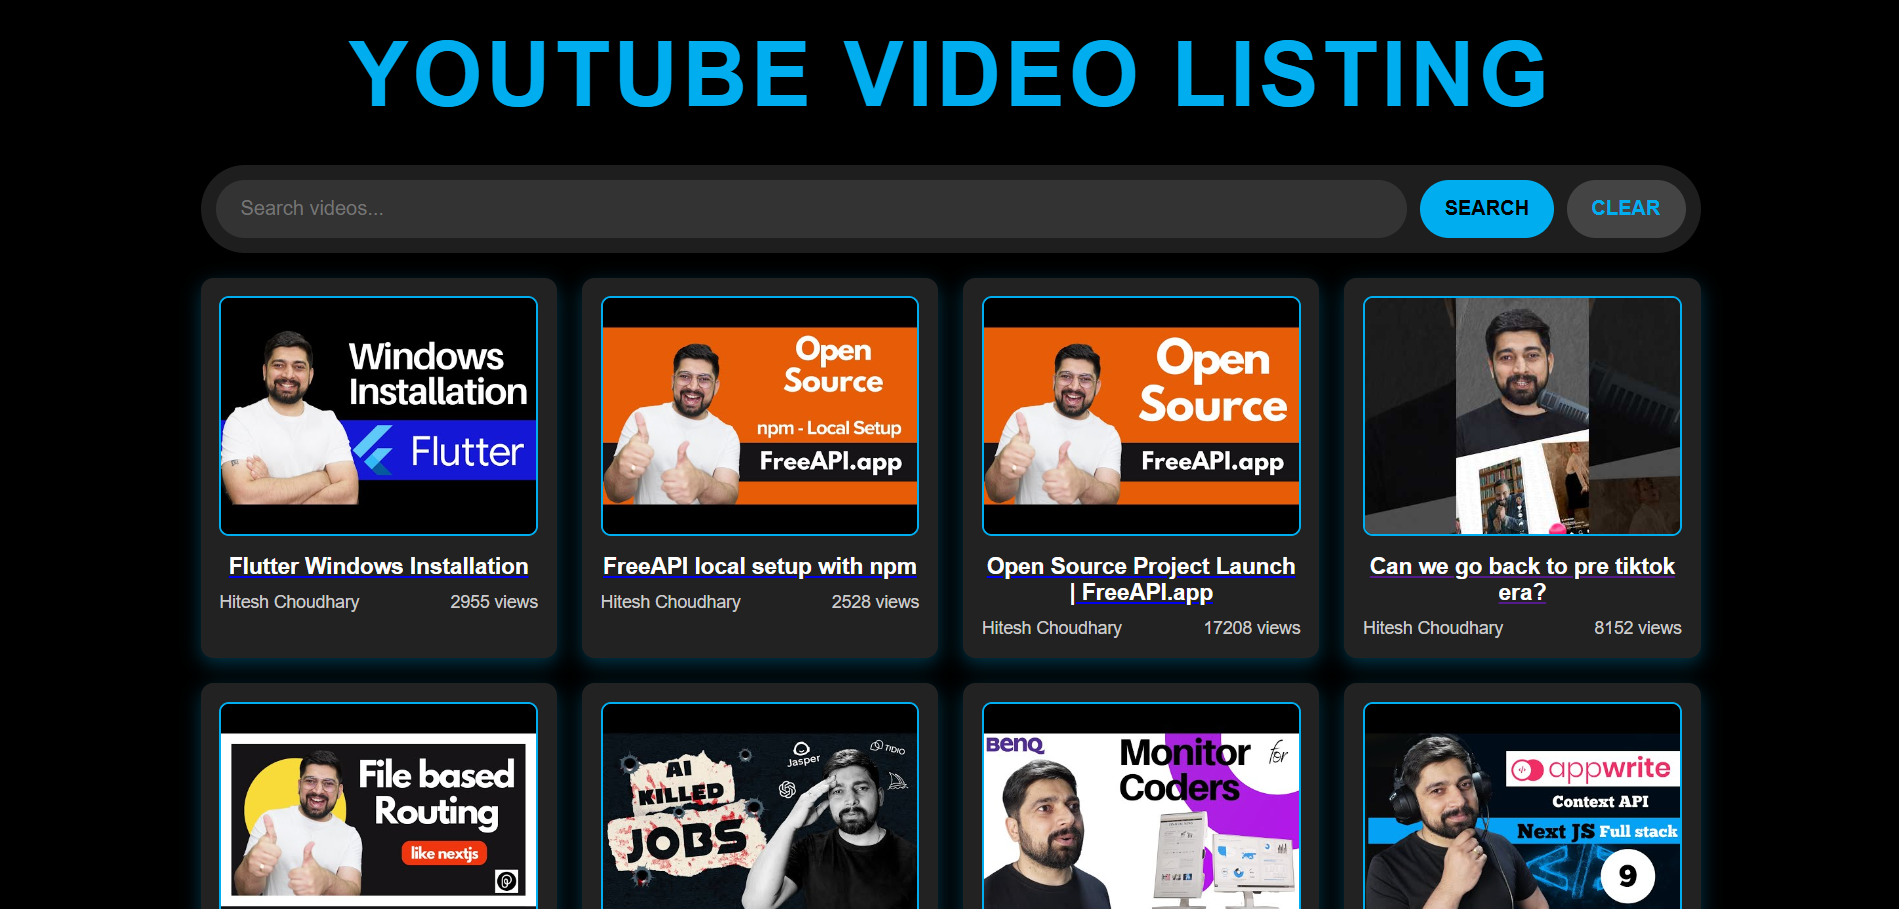 YOUTUBE VIDEO LISTING
Search videos...
SEARCH
CLEAR
Windows
Installation
Flutter
Flutter Windows Installation
Hitesh Choudhary
2955 views
Open
Source
npm - Local Setup
FreeAPI.app
FreeAPI local setup with npm
Hitesh Choudhary
2528 views
Open
Source
FreeAPI.app
Open Source Project Launch
| FreeAPI.app
Hitesh Choudhary
17208 views
Can we go back to pre tiktok
era?
Hitesh Choudhary
8152 views
File based
Routing
like nextjs
AI
KILLED
JOBS
Jasper
TIDIO
BenQ
Monitor
for
Coders
appwrite
Context API
Next JS Full stack
9